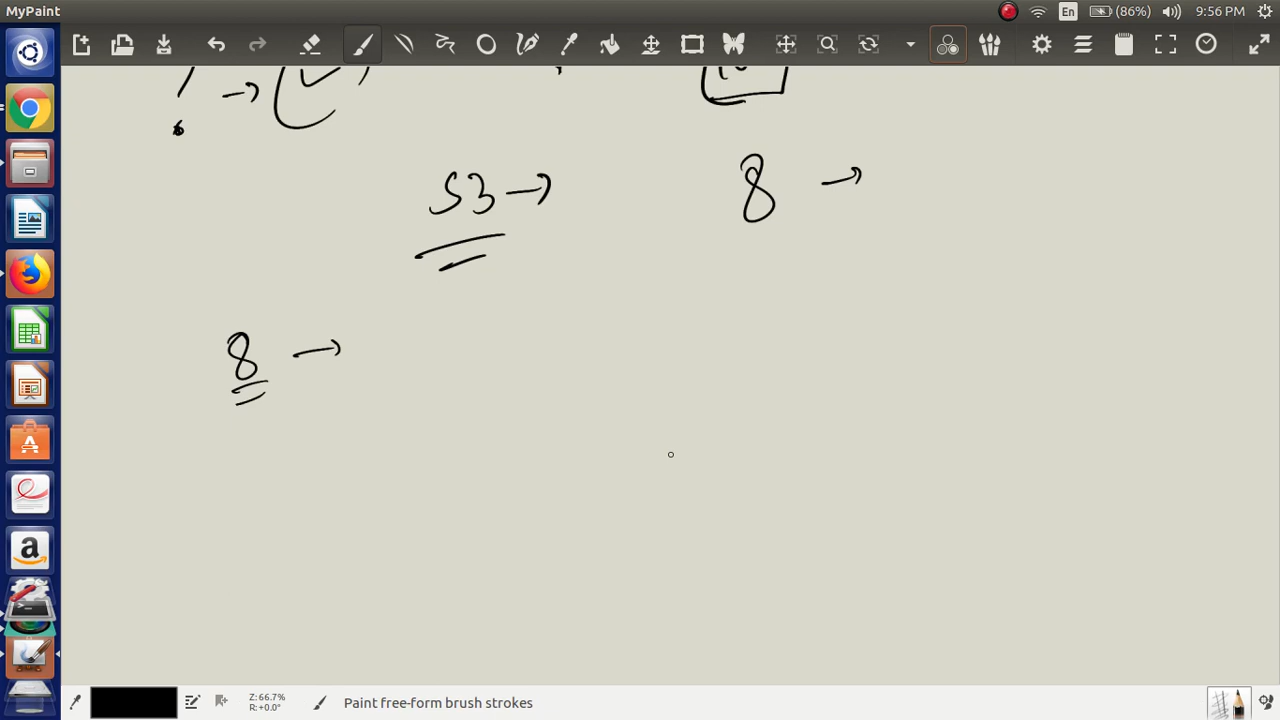 MyPaint
En
(86%)
9:56 PM
53 →
8 →
8 →
Z: 66.7%
R: +0.0°
Paint free-form brush strokes